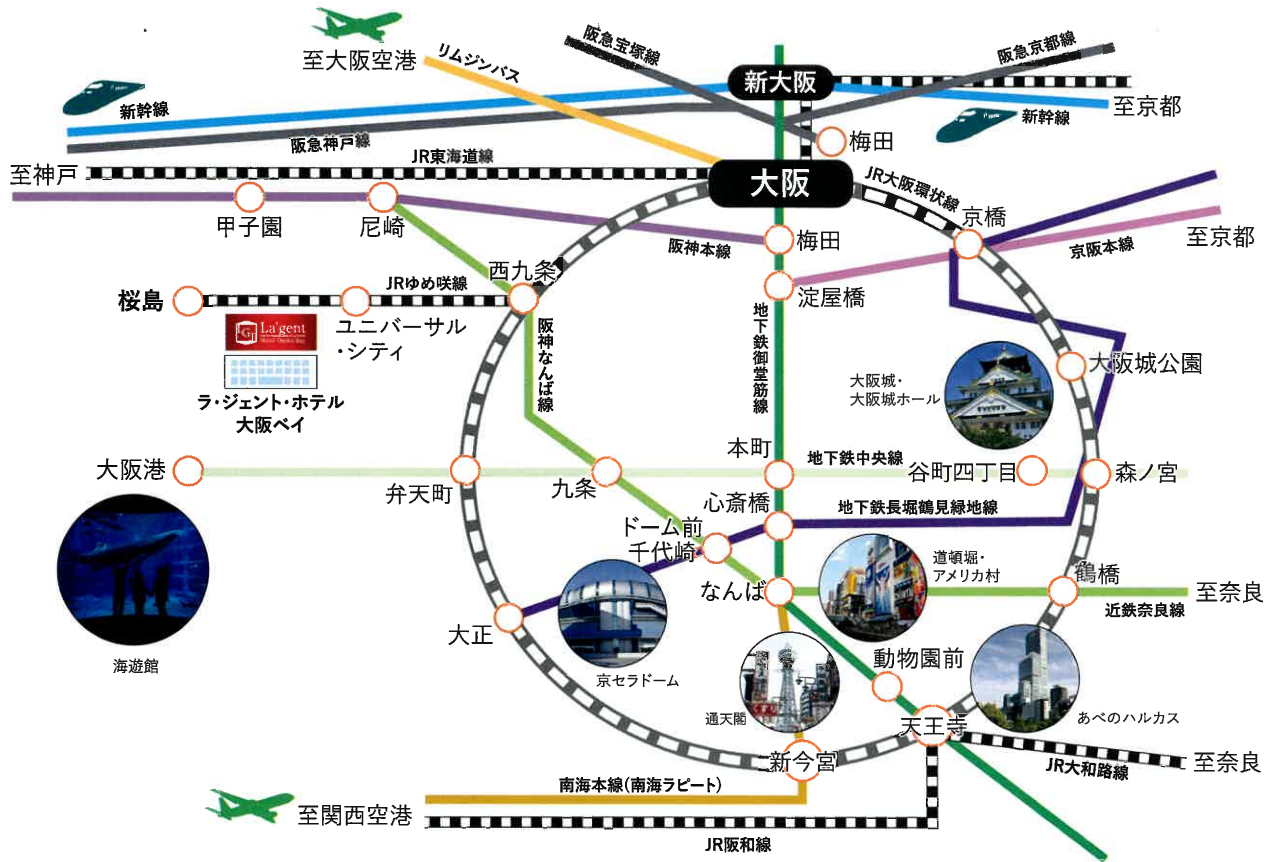 至大阪空港
リムジンバス
阪急宝塚線
阪急京都線
新大阪
新幹線
新幹線
至京都
阪急神戸線
梅田
JR東海道線
至神戸
大阪
JR大阪環状線
甲子園
尼崎
阪神本線
梅田
京橋
京阪本線
至京都
西九条
JRゆめ咲線
桜島
ユニバーサル
・シティ
淀屋橋
La'gent
Hotel Osaka Bay
ラ・ジェント・ホテル
大阪ベイ
阪神なんば線
地下鉄御堂筋線
大阪城公園
大阪城・
大阪城ホール
大阪港
弁天町
九条
本町
地下鉄中央線
谷町四丁目
森ノ宮
心斎橋
地下鉄長堀鶴見緑地線
ドーム前
千代崎
なんば
道頓堀・
アメリカ村
鶴橋
近鉄奈良線
至奈良
大正
海遊館
京セラドーム
動物園前
通天閣
天王寺
あべのハルカス
新今宮
JR大和路線
至奈良
南海本線(南海ラピート)
至関西空港
JR阪和線